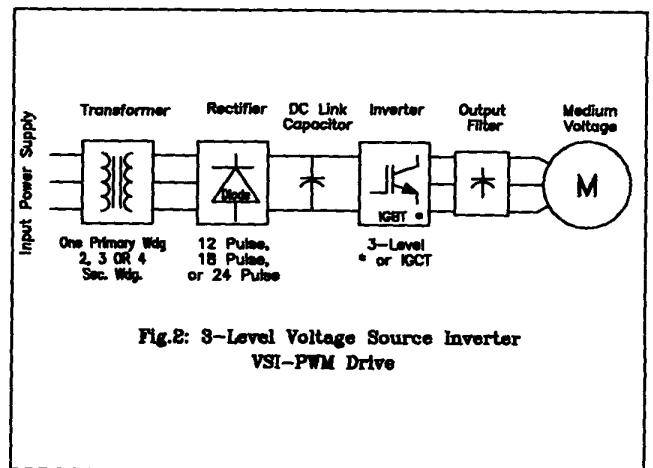 Input Power Supply
Transformer
Rectifier
DC Link
Capacitor
Inverter
Output
Filter
Medium
Voltage
Diode
IGBT *
M
One Primary Wdg
2, 3 OR 4
Sec. Wdg.
12 Pulse,
18 Pulse,
or 24 Pulse
3-Level
* or IGCT
Fig.2: 3-Level Voltage Source Inverter
VSI-PWM Drive